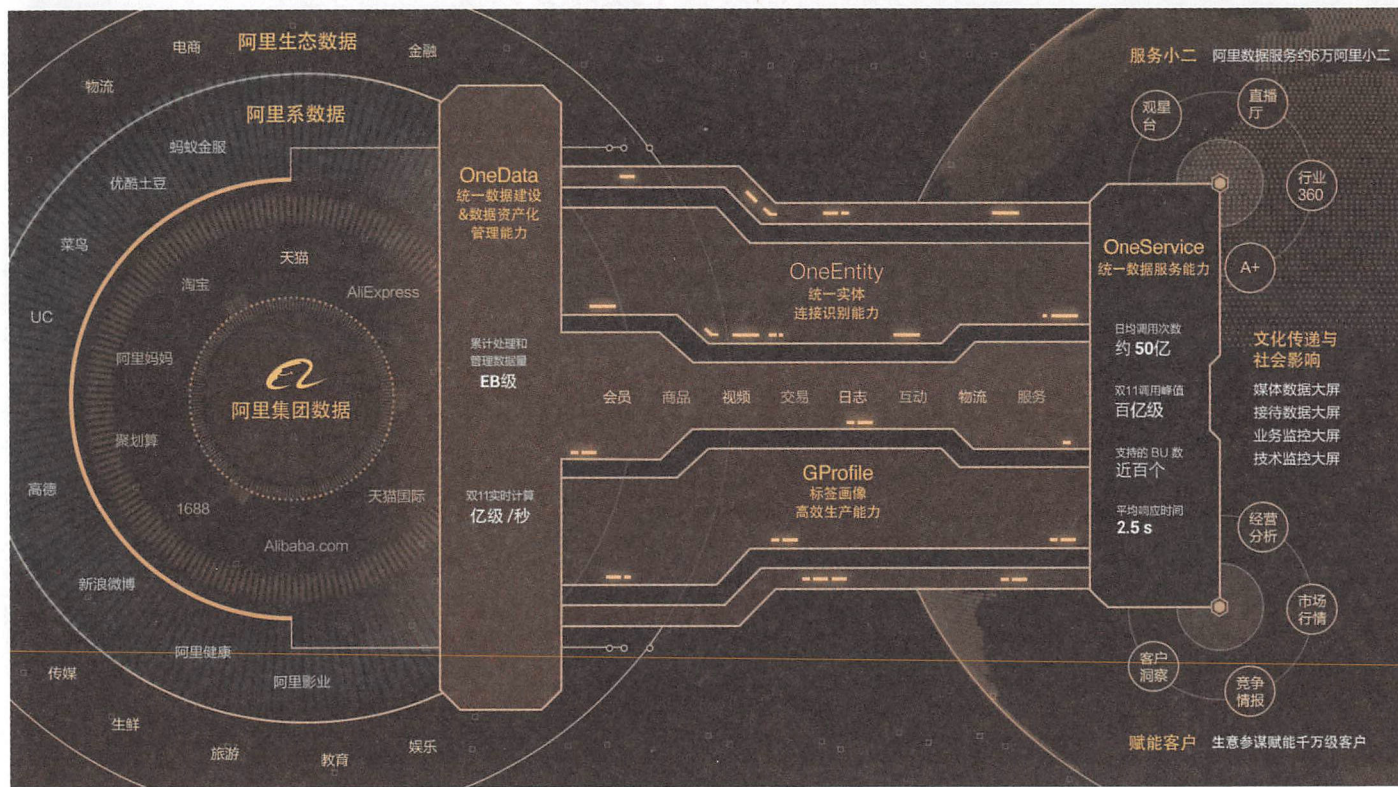 阿里生态数据
电商
金融
物流
阿里系数据
蚂蚁金服
优酷土豆
菜鸟
UC
高德
新浪微博
阿里健康
阿里影业
天猫
淘宝
AliExpress
阿里妈妈
阿里集团数据
聚划算
1688
天猫国际
Alibaba.com
传媒
生鲜
旅游
教育
娱乐
OneData
统一数据建设
&数据资产化
管理能力
累计处理和
管理数据量
EB级
双11实时计算
亿级 /秒
OneEntity
统一实体
连接识别能力
会员 商品 视频 交易 日志 互动 物流 服务
GProfile
标签画像
高效生产能力
OneService
统一数据服务能力
日均调用次数
约 50亿
双11调用峰值
百亿级
支持的 BU 数
近百个
平均响应时间
2.5 s
服务小二 阿里数据服务约6万阿里小二
观星
台
直播
厅
行业
360
A+
文化传递与
社会影响
媒体数据大屏
接待数据大屏
业务监控大屏
技术监控大屏
经营
分析
市场
行情
客户
洞察
竞争
情报
赋能客户 生意参谋赋能千万级客户